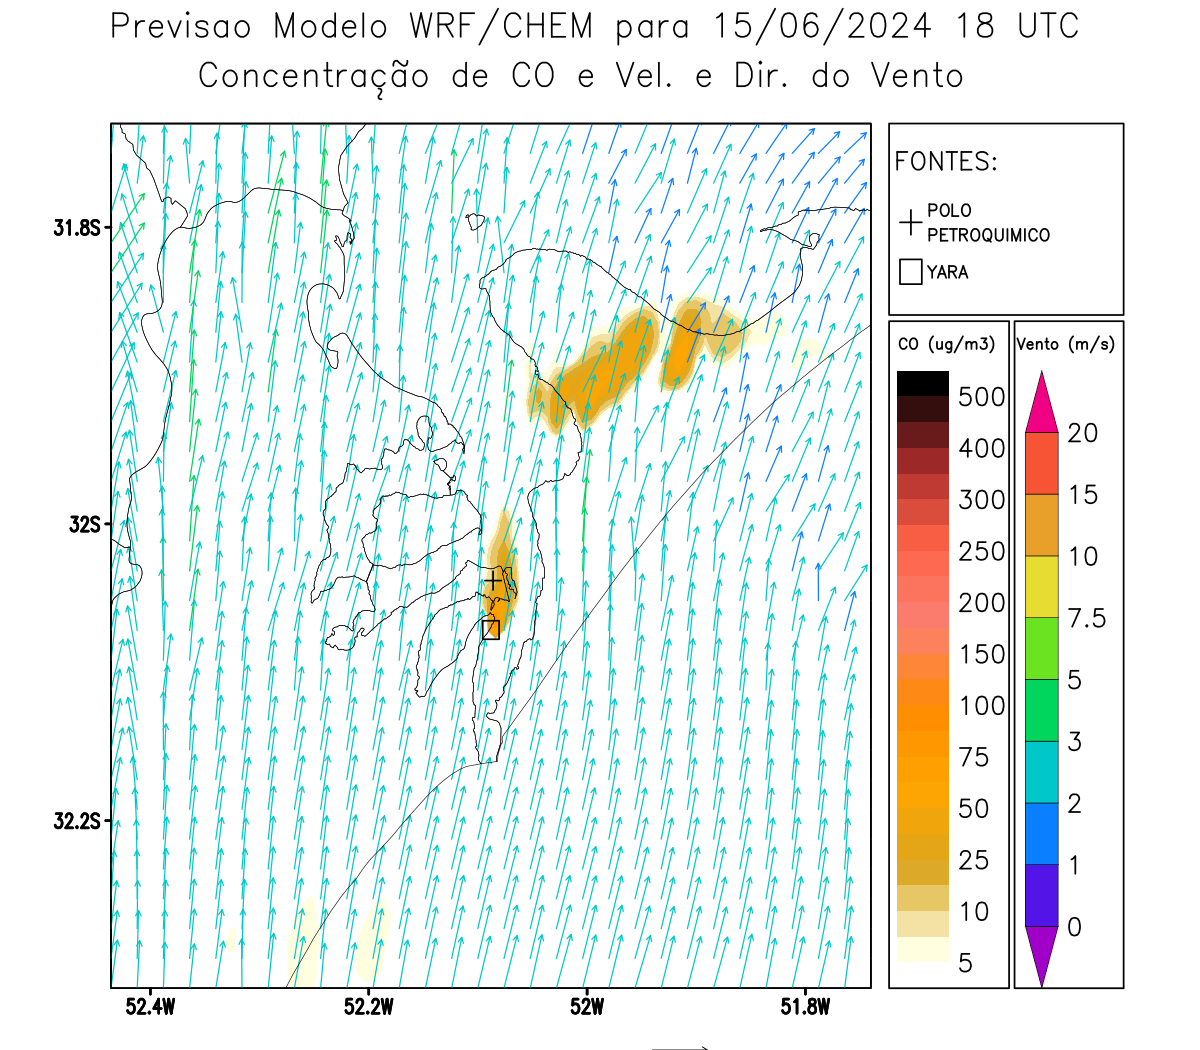 Previsao Modelo WRF/CHEM para 15/06/2024 18 UTC
Concentração de CO e Vel. e Dir. do Vento
FONTES:
POLO
PETROQUIMICO
YARA
CO (ug/m3)
500
400
300
250
200
150
100
75
50
25
10
5
Vento (m/s)
20
15
10
7.5
5
3
2
1
0
31.8S
32S
32.2S
52.4W
52.2W
52W
51.8W